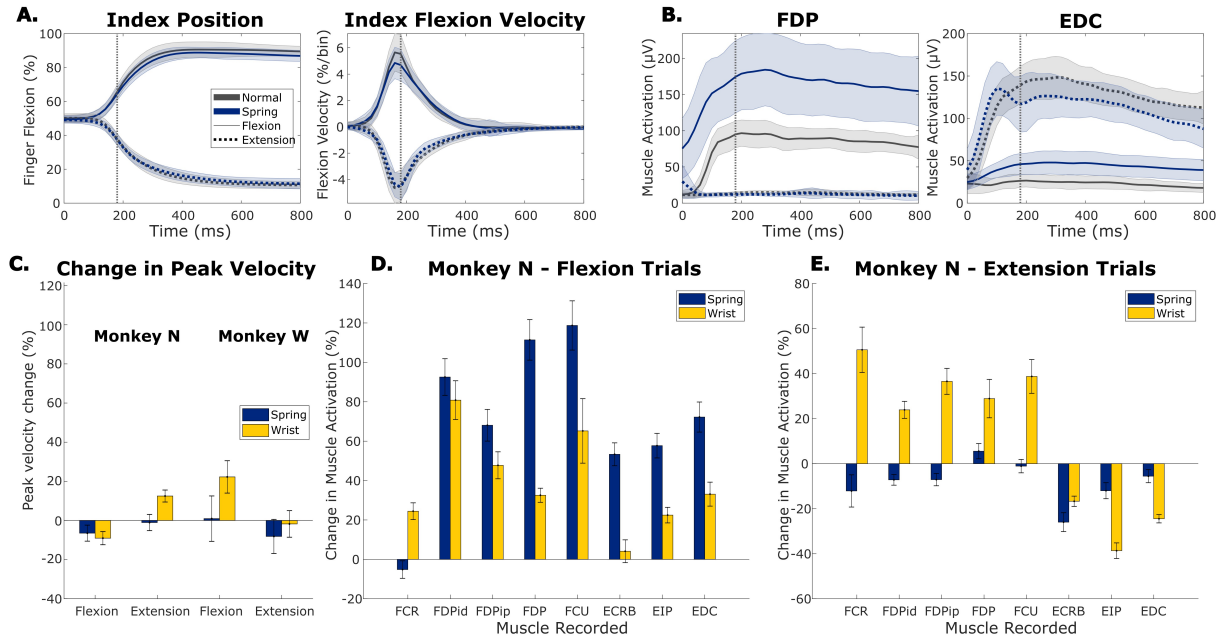 A.
Index Position
Index Flexion Velocity
Finger Flexion (%)
100
80
60
40
20
0
0 200 400 600 800
Time (ms)
Normal
Spring
Flexion
Extension
Flexion Velocity (%/bin)
6
4
2
0
-2
-4
0 200 400 600 800
Time (ms)
B.
FDP
EDC
Muscle Activation (μV)
200
150
100
50
0
0 200 400 600 800
Time (ms)
Muscle Activation (μV)
200
150
100
50
0
0 200 400 600 800
Time (ms)
C.
Change in Peak Velocity
Peak velocity change (%)
120
100
80
60
40
20
0
-20
-40
Monkey N
Monkey W
Spring
Wrist
Flexion Extension Flexion Extension
D.
Monkey N - Flexion Trials
Change in Muscle Activation (%)
140
120
100
80
60
40
20
0
-20
Spring
Wrist
FCR FDPid FDPip FDP FCU ECRB EIP EDC
Muscle Recorded
E.
Monkey N - Extension Trials
Change in Muscle Activation (%)
80
60
40
20
0
-20
-40
-60
Spring
Wrist
FCR FDPid FDPip FDP FCU ECRB EIP EDC
Muscle Recorded